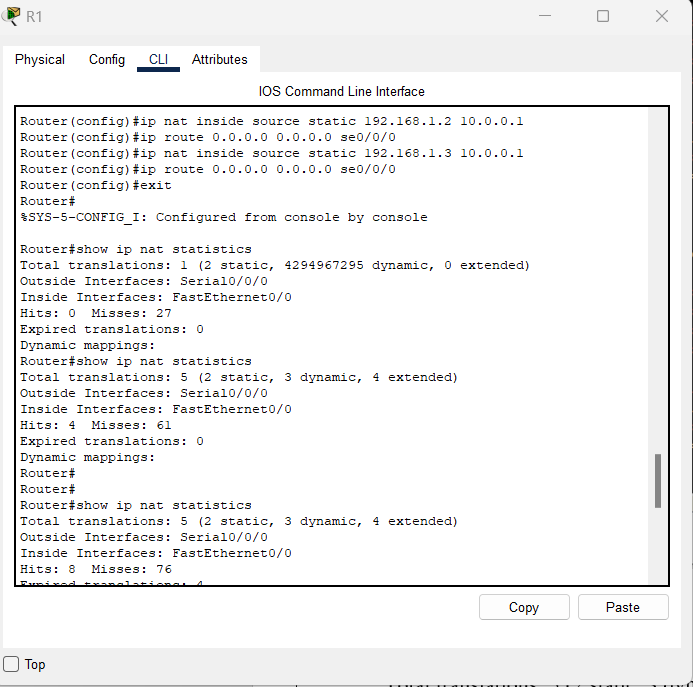 R1
Physical Config CLI Attributes
IOS Command Line Interface
Router(config)#ip nat inside source static 192.168.1.2 10.0.0.1
Router(config)#ip route 0.0.0.0 0.0.0.0 se0/0/0
Router(config)#ip nat inside source static 192.168.1.3 10.0.0.1
Router(config)#ip route 0.0.0.0 0.0.0.0 se0/0/0
Router(config)#exit
Router#
%SYS-5-CONFIG_I: Configured from console by console
Router#show ip nat statistics
Total translations: 1 (2 static, 4294967295 dynamic, 0 extended)
Outside Interfaces: Serial0/0/0
Inside Interfaces: FastEthernet0/0
Hits: 0 Misses: 27
Expired translations: 0
Dynamic mappings:
Router#show ip nat statistics
Total translations: 5 (2 static, 3 dynamic, 4 extended)
Outside Interfaces: Serial0/0/0
Inside Interfaces: FastEthernet0/0
Hits: 4 Misses: 61
Expired translations: 0
Dynamic mappings:
Router#
Router#
Router#show ip nat statistics
Total translations: 5 (2 static, 3 dynamic, 4 extended)
Outside Interfaces: Serial0/0/0
Inside Interfaces: FastEthernet0/0
Hits: 8 Misses: 76
Expired translations: 4
Copy Paste
Top